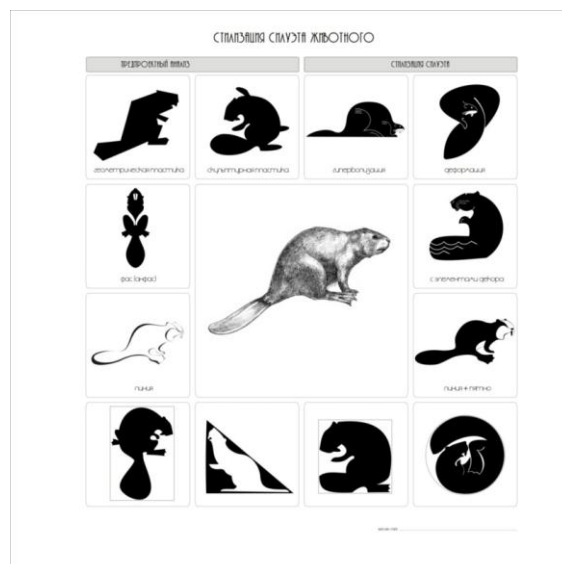 СТИЛИЗАЦИЯ СИЛУЭТА ЖИВОТНОГО
ПРЕДПРОЕКТНЫЙ АНАЛИЗ
СТИЛИЗАЦИЯ СИЛУЭТА
геометрическая пластика
скульптурная пластика
гиперболизация
деформация
фас (анфас)
с элементами декора
линия
линия + пятно